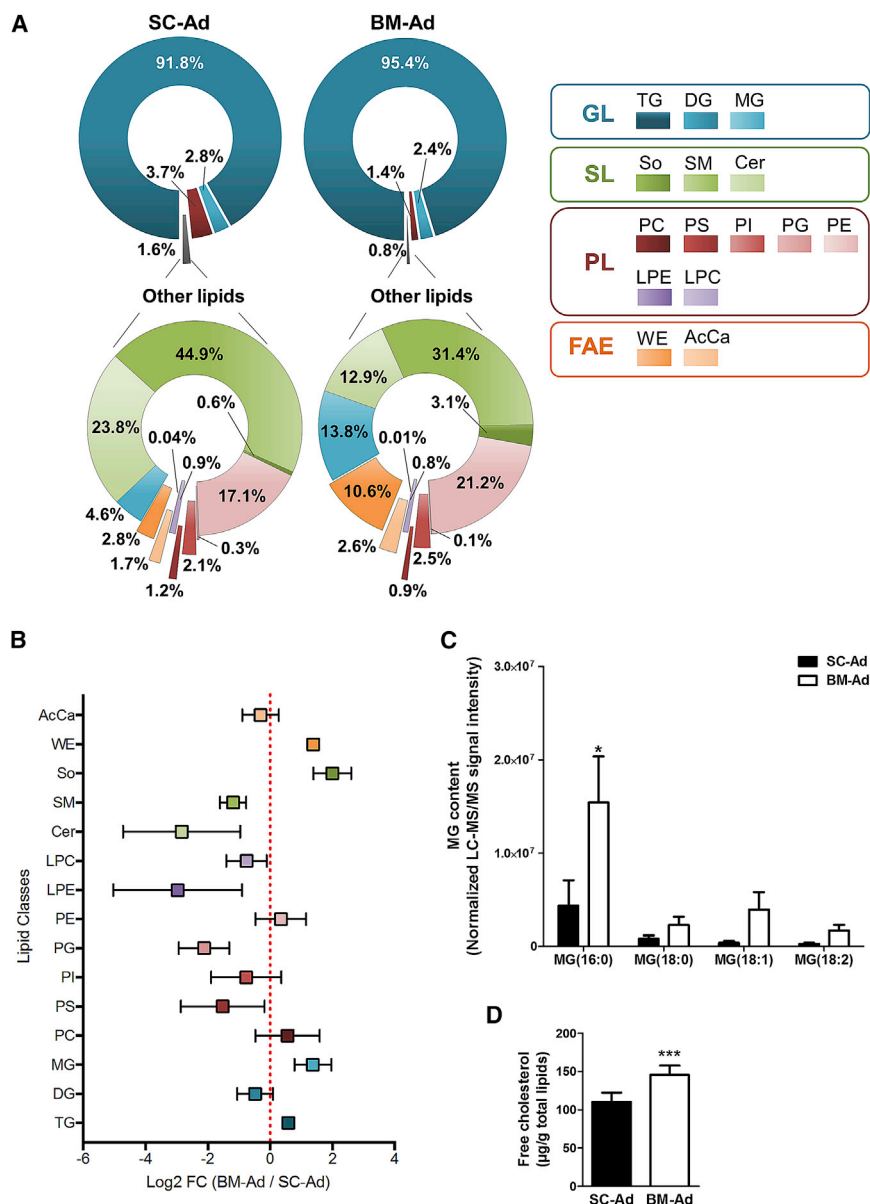 A
SC-Ad BM-Ad
91.8% 95.4%
3.7% 2.8% 1.4% 2.4%
1.6% 0.8%
Other lipids Other lipids
44.9% 31.4%
23.8% 0.6% 12.9% 3.1%
0.04% 13.8% 0.01%
0.9% 0.8%
17.1% 10.6% 21.2%
4.6%
2.8% 0.3% 2.6% 0.1%
1.7% 2.1% 2.5%
1.2% 0.9%
GL TG DG MG
SL So SM Cer
PL PC PS PI PG PE
LPE LPC
FAE WE AcCa
B
Lipid Classes
AcCa
WE
So
SM
Cer
LPC
LPE
PE
PG
PI
PS
PC
MG
DG
TG
-6 -4 -2 0 2 4
Log2 FC (BM-Ad / SC-Ad)
C
MG content
(Normalized LC-MS/MS signal intensity)
3.0×10⁷
2.0×10⁷
1.0×10⁷
0
SC-Ad
BM-Ad
*
MG(16:0) MG(18:0) MG(18:1) MG(18:2)
D
Free cholesterol
(µg/g total lipids)
200
150
100
50
0
***
SC-Ad BM-Ad